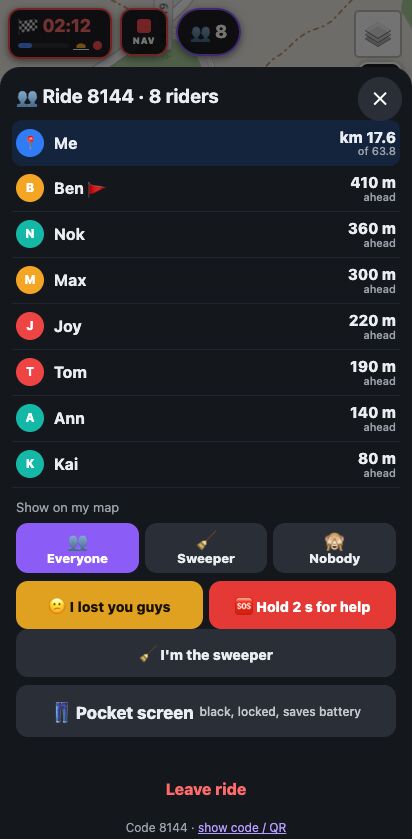 02:12
NAV
8
Ride 8144 · 8 riders
Me
km 17.6
of 63.8
B
Ben
410 m
ahead
N
Nok
360 m
ahead
M
Max
300 m
ahead
J
Joy
220 m
ahead
T
Tom
190 m
ahead
A
Ann
140 m
ahead
K
Kai
80 m
ahead
Show on my map
Everyone
Sweeper
Nobody
I lost you guys
SOS Hold 2 s for help
I'm the sweeper
Pocket screen black, locked, saves battery
Leave ride
Code 8144 · show code / QR